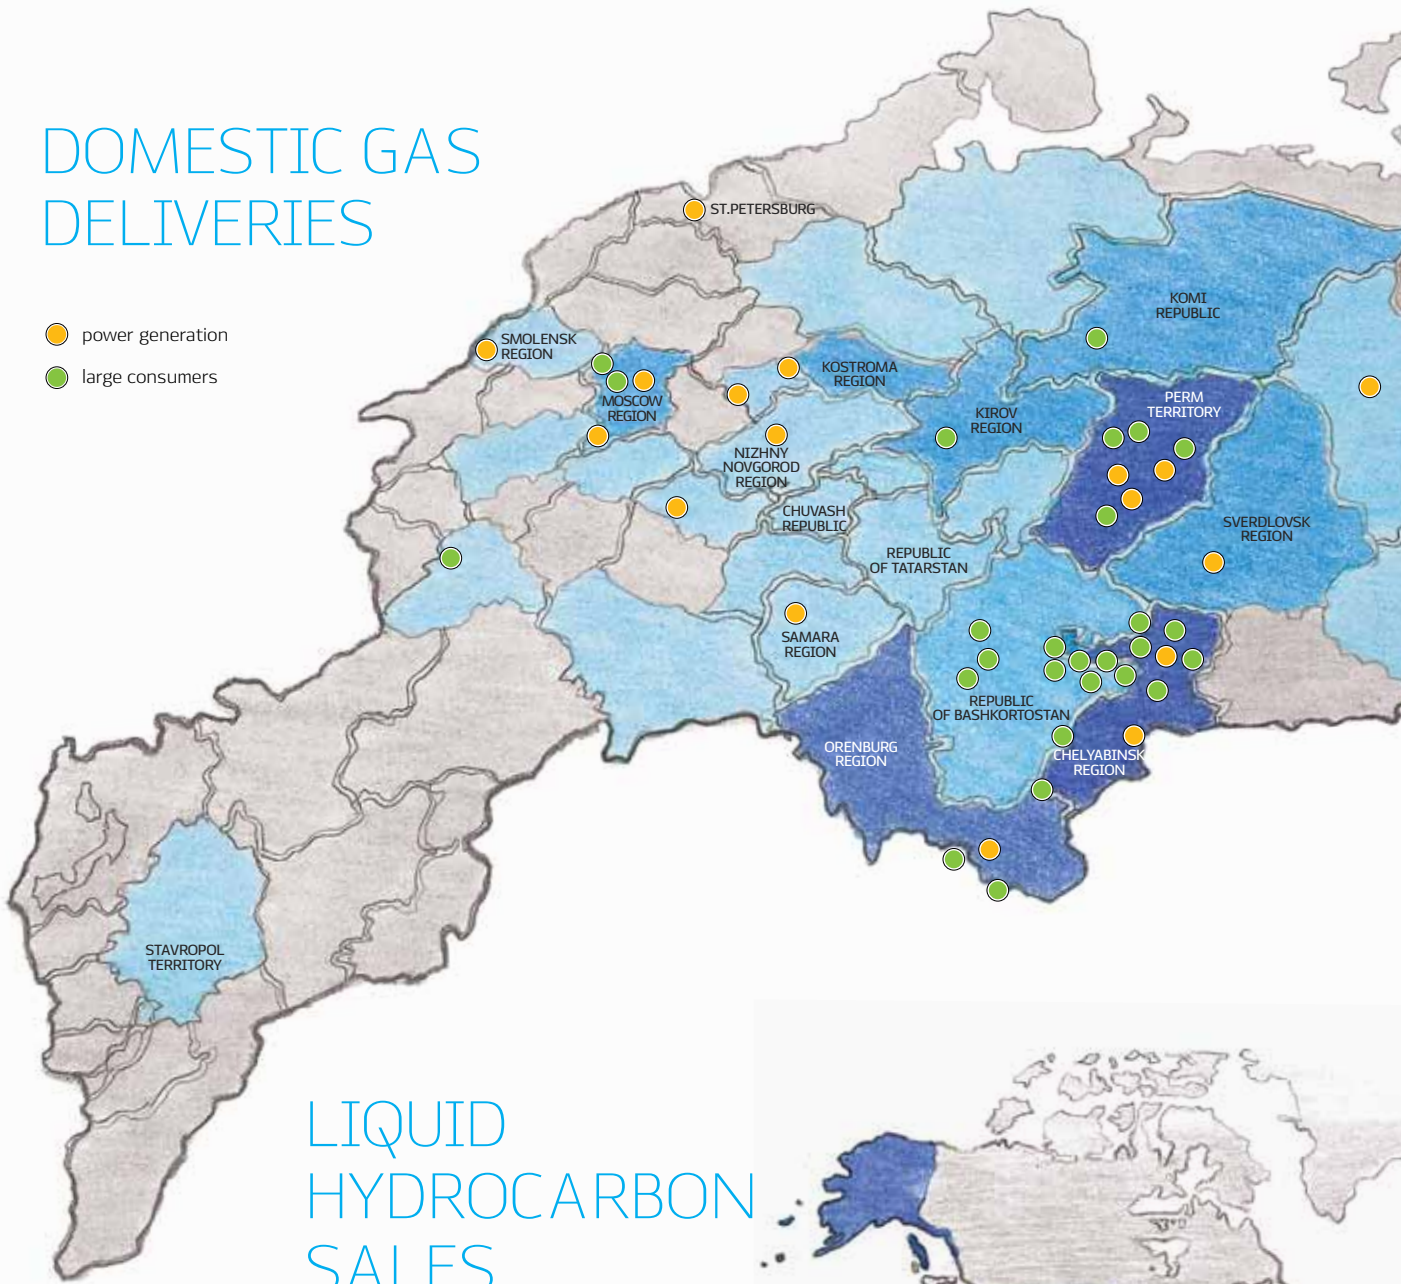 DOMESTIC GAS
DELIVERIES
power generation
large consumers
ST.PETERSBURG
KOMI
REPUBLIC
SMOLENSK
REGION
KOSTROMA
REGION
MOSCOW
REGION
PERM
TERRITORY
KIROV
REGION
NIZHNY
NOVGOROD
REGION
CHUVASH
REPUBLIC
SVERDLOVSK
REGION
REPUBLIC
OF TATARSTAN
SAMARA
REGION
REPUBLIC
OF BASHKORTOSTAN
ORENBURG
REGION
CHELYABINSK
REGION
STAVROPOL
TERRITORY
LIQUID
HYDROCARBON
SALES